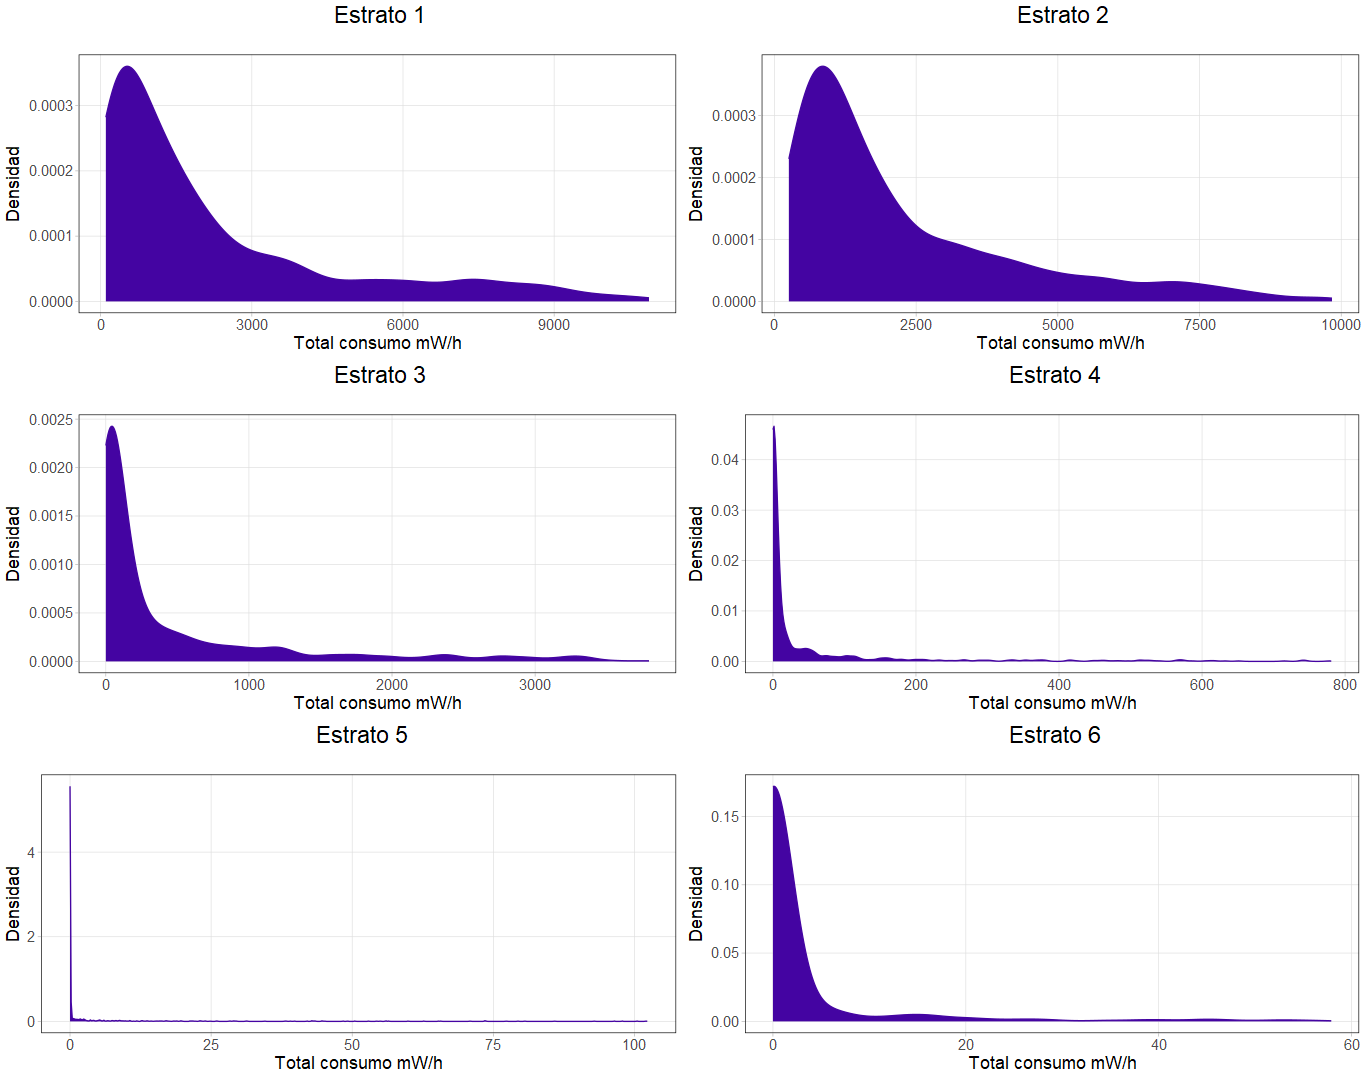 Estrato 1
Densidad
0.0003
0.0002
0.0001
0.0000
0 3000 6000 9000
Total consumo mW/h
Estrato 2
Densidad
0.0003
0.0002
0.0001
0.0000
0 2500 5000 7500 10000
Total consumo mW/h
Estrato 3
Densidad
0.0025
0.0020
0.0015
0.0010
0.0005
0.0000
0 1000 2000 3000
Total consumo mW/h
Estrato 4
Densidad
0.04
0.03
0.02
0.01
0.00
0 200 400 600 800
Total consumo mW/h
Estrato 5
Densidad
4
2
0
0 25 50 75 100
Total consumo mW/h
Estrato 6
Densidad
0.15
0.10
0.05
0.00
0 20 40 60
Total consumo mW/h